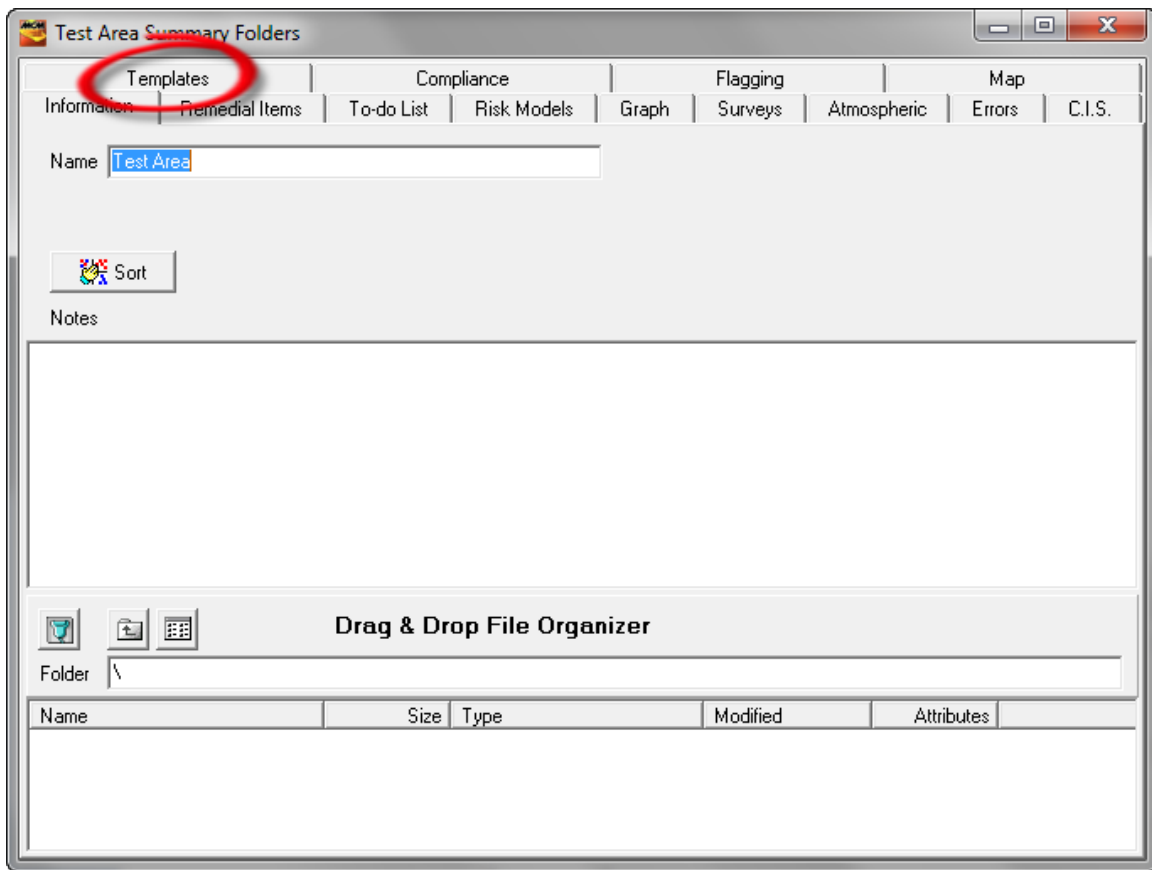 Test Area Summary Folders
Templates Compliance Flagging Map
Information Remedial Items To-do List Risk Models Graph Surveys Atmospheric Errors C.I.S.
Name Test Area
Sort
Notes
Drag & Drop File Organizer
Folder \
Name Size Type Modified Attributes